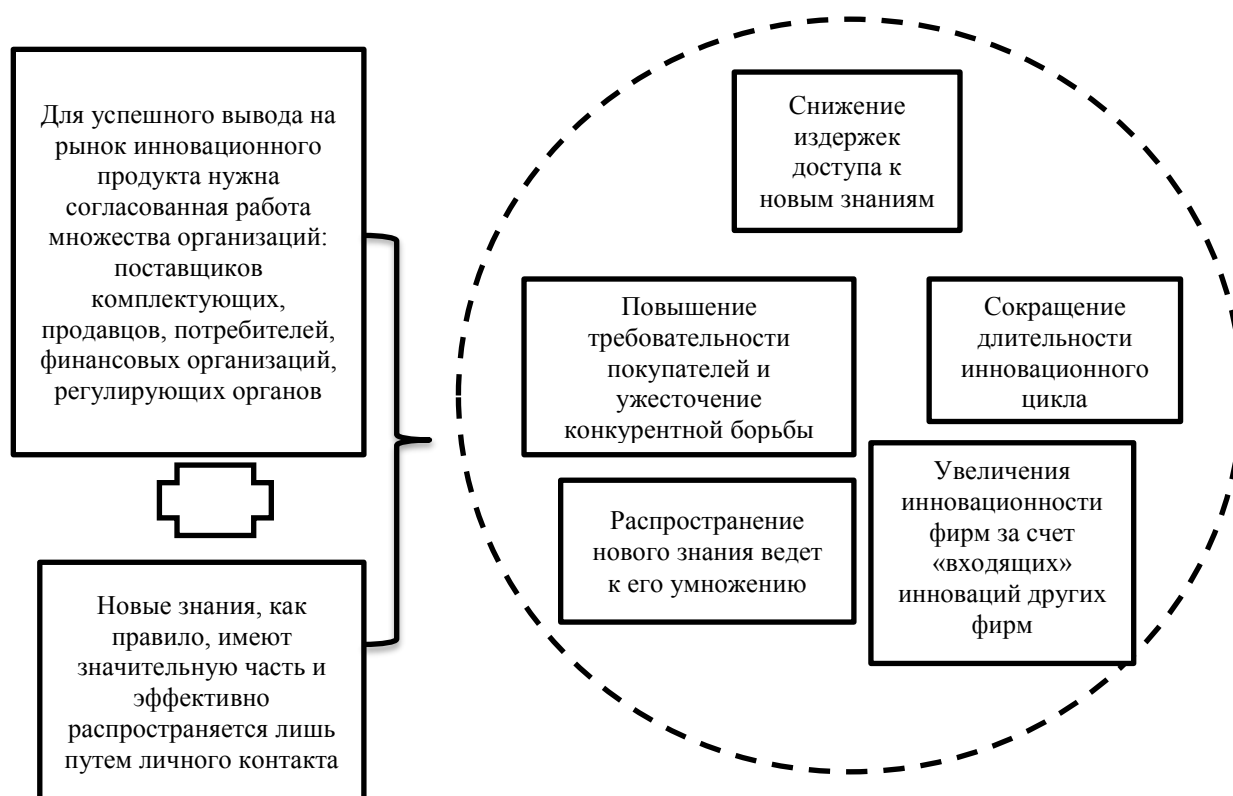 Для успешного вывода на
рынок инновационного
продукта нужна
согласованная работа
множества организаций:
поставщиков
комплектующих,
продавцов, потребителей,
финансовых организаций,
регулирующих органов
Новые знания, как
правило, имеют
значительную часть и
эффективно
распространяется лишь
путем личного контакта
Снижение
издержек
доступа к
новым знаниям
Повышение
требовательности
покупателей и
ужесточение
конкурентной борьбы
Сокращение
длительности
инновационного
цикла
Распространение
нового знания ведет
к его умножению
Увеличения
инновационности
фирм за счет
«входящих»
инноваций других
фирм